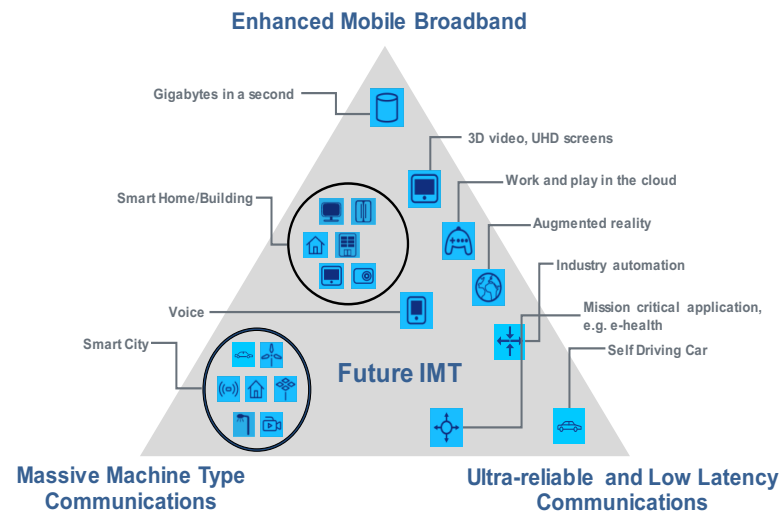 Enhanced Mobile Broadband
Gigabytes in a second
3D video, UHD screens
Work and play in the cloud
Smart Home/Building
Augmented reality
Industry automation
Mission critical application,
e.g. e-health
Voice
Smart City
Self Driving Car
Future IMT
Massive Machine Type
Communications
Ultra-reliable and Low Latency
Communications